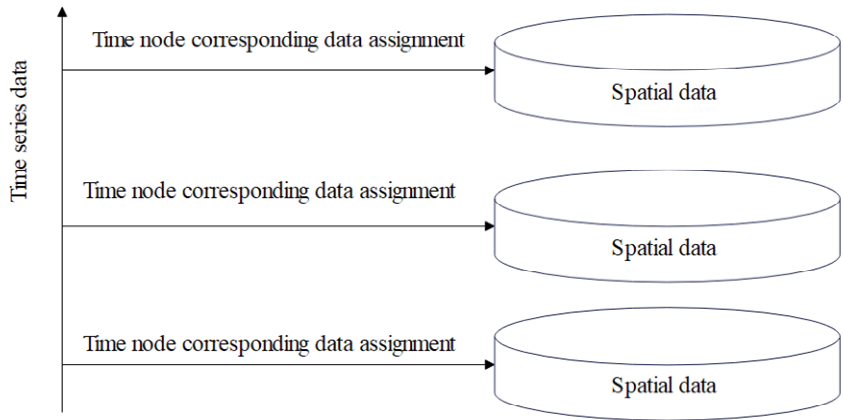 Time series data
Time node corresponding data assignment
Spatial data
Time node corresponding data assignment
Spatial data
Time node corresponding data assignment
Spatial data